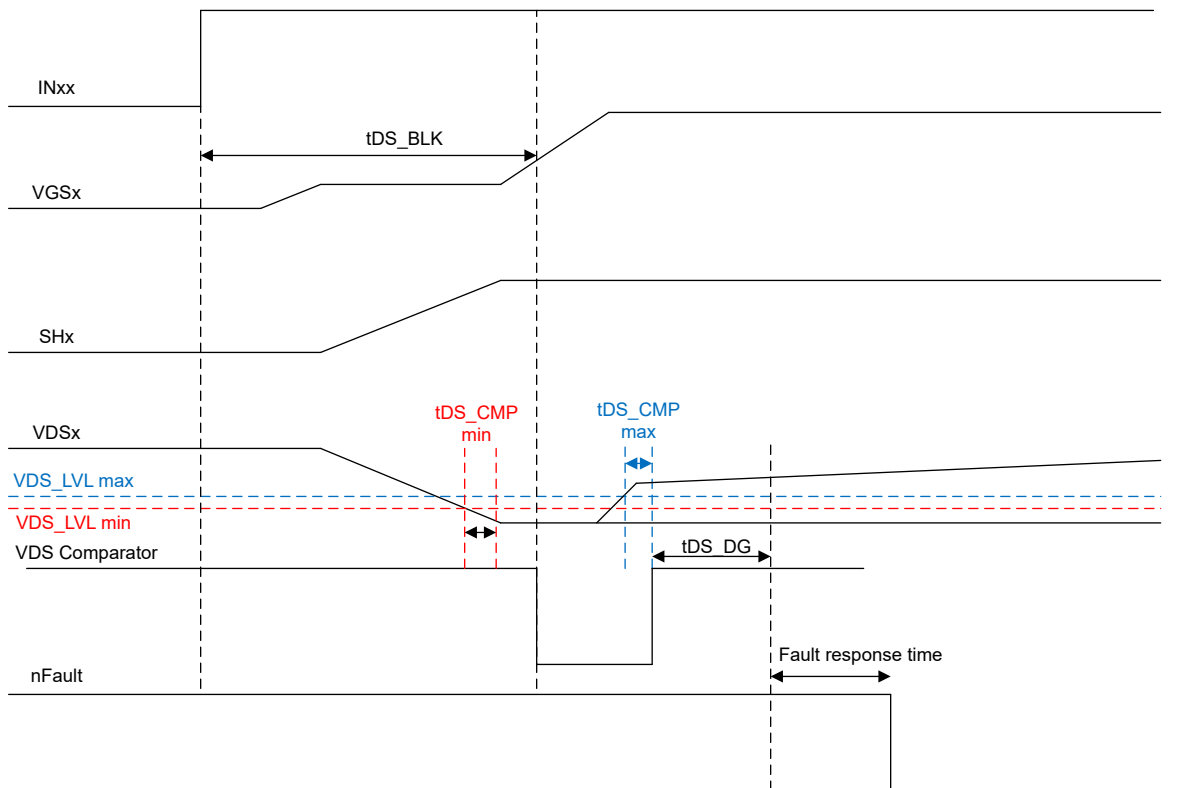 INxx
tDS_BLK
VGSx
SHx
tDS_CMP
min
tDS_CMP
max
VDSx
VDS_LVL max
VDS_LVL min
VDS Comparator
tDS_DG
Fault response time
nFault